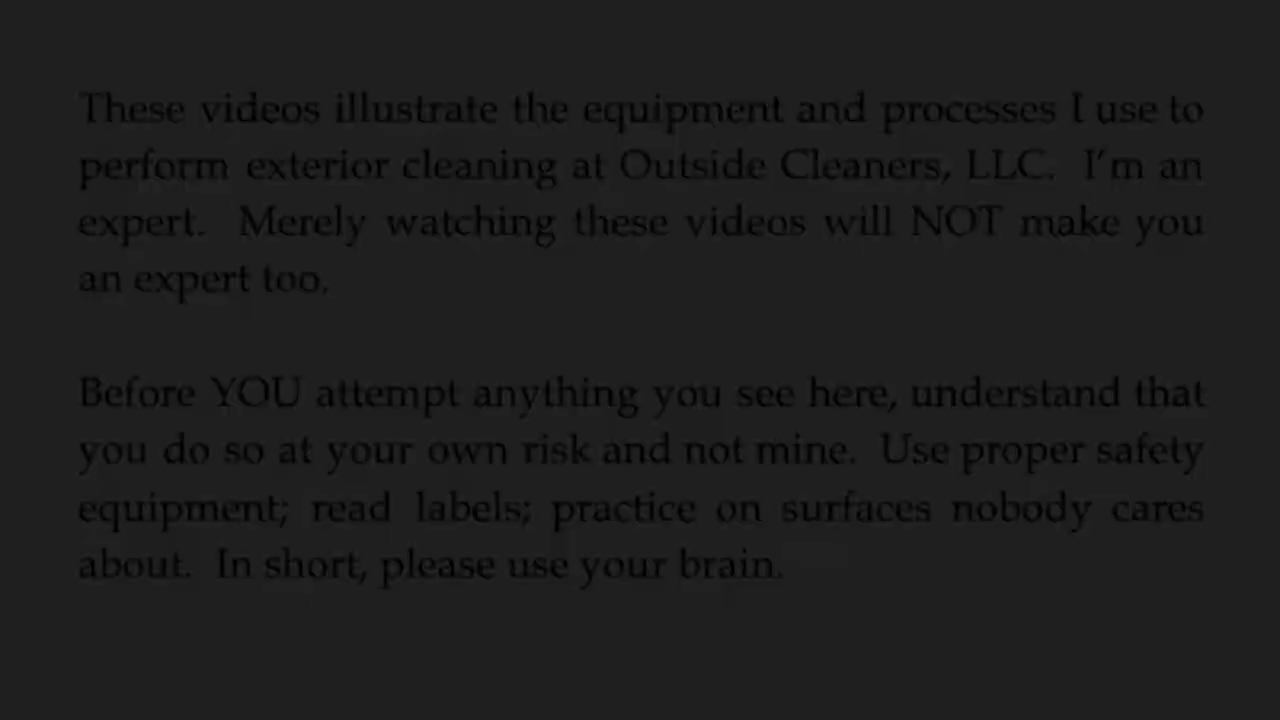 These videos illustrate the equipment and processes I use to
perform exterior cleaning at Outside Cleaners, LLC.  I'm an
expert.  Merely watching these videos will NOT make you
an expert too.
Before YOU attempt anything you see here, understand that
you do so at your own risk and not mine.  Use proper safety
equipment; read labels; practice on surfaces nobody cares
about.  In short, please use your brain.